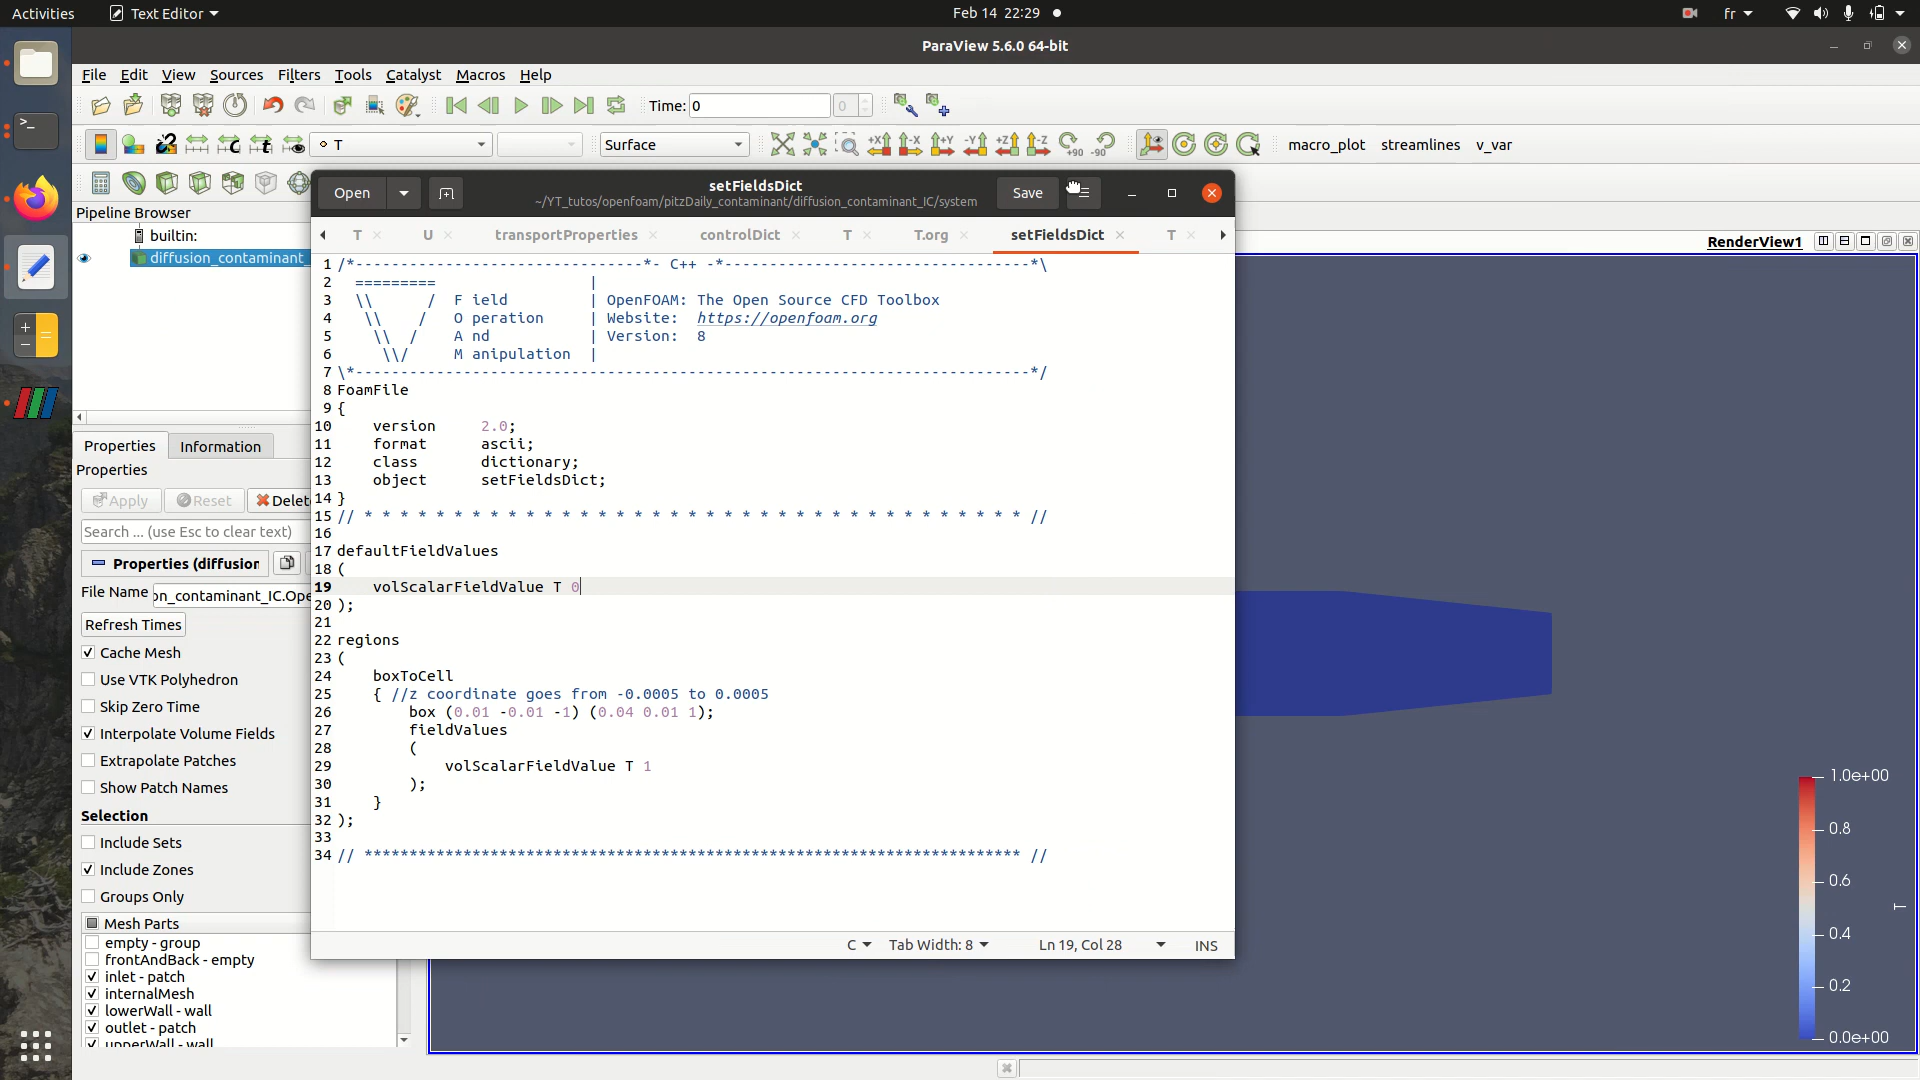 Activities Text Editor Feb 14 22:29 fr
ParaView 5.6.0 64-bit
File Edit View Sources Filters Tools Catalyst Macros Help
Time: 0 0
T Surface +X -X +Y -Y +Z -Z +90 -90 macro_plot streamlines v_var
Pipeline Browser
builtin:
diffusion_contaminant_
Properties Information
Properties
Apply Reset Delet
Search ... (use Esc to clear text)
Properties (diffusion
File Name on_contaminant_IC.Ope
Refresh Times
Cache Mesh
Use VTK Polyhedron
Skip Zero Time
Interpolate Volume Fields
Extrapolate Patches
Show Patch Names
Selection
Include Sets
Include Zones
Groups Only
Mesh Parts
empty - group
frontAndBack - empty
inlet - patch
internalMesh
lowerWall - wall
outlet - patch
upperWall - wall
Open setFieldsDict Save
~/YT_tutos/openfoam/pitzDaily_contaminant/diffusion_contaminant_IC/system
T U transportProperties controlDict T T.org setFieldsDict T
1 /*--------------------------------*- C++ -*----------------------------------*\
2   =========                 |
3   \\      /  F ield         | OpenFOAM: The Open Source CFD Toolbox
4    \\    /   O peration     | Website:  https://openfoam.org
5     \\  /    A nd           | Version:  8
6      \\/     M anipulation  |
7 \*---------------------------------------------------------------------------*/
8 FoamFile
9 {
10     version     2.0;
11     format      ascii;
12     class       dictionary;
13     object      setFieldsDict;
14 }
15 // * * * * * * * * * * * * * * * * * * * * * * * * * * * * * * * * * * * * * //
16
17 defaultFieldValues
18 (
19     volScalarFieldValue T 0
20 );
21
22 regions
23 (
24     boxToCell
25     { //z coordinate goes from -0.0005 to 0.0005
26         box (0.01 -0.01 -1) (0.04 0.01 1);
27         fieldValues
28         (
29             volScalarFieldValue T 1
30         );
31     }
32 );
33
34 // ************************************************************************* //
C Tab Width: 8 Ln 19, Col 28 INS
RenderView1
1.0e+00
0.8
0.6
T
0.4
0.2
0.0e+00